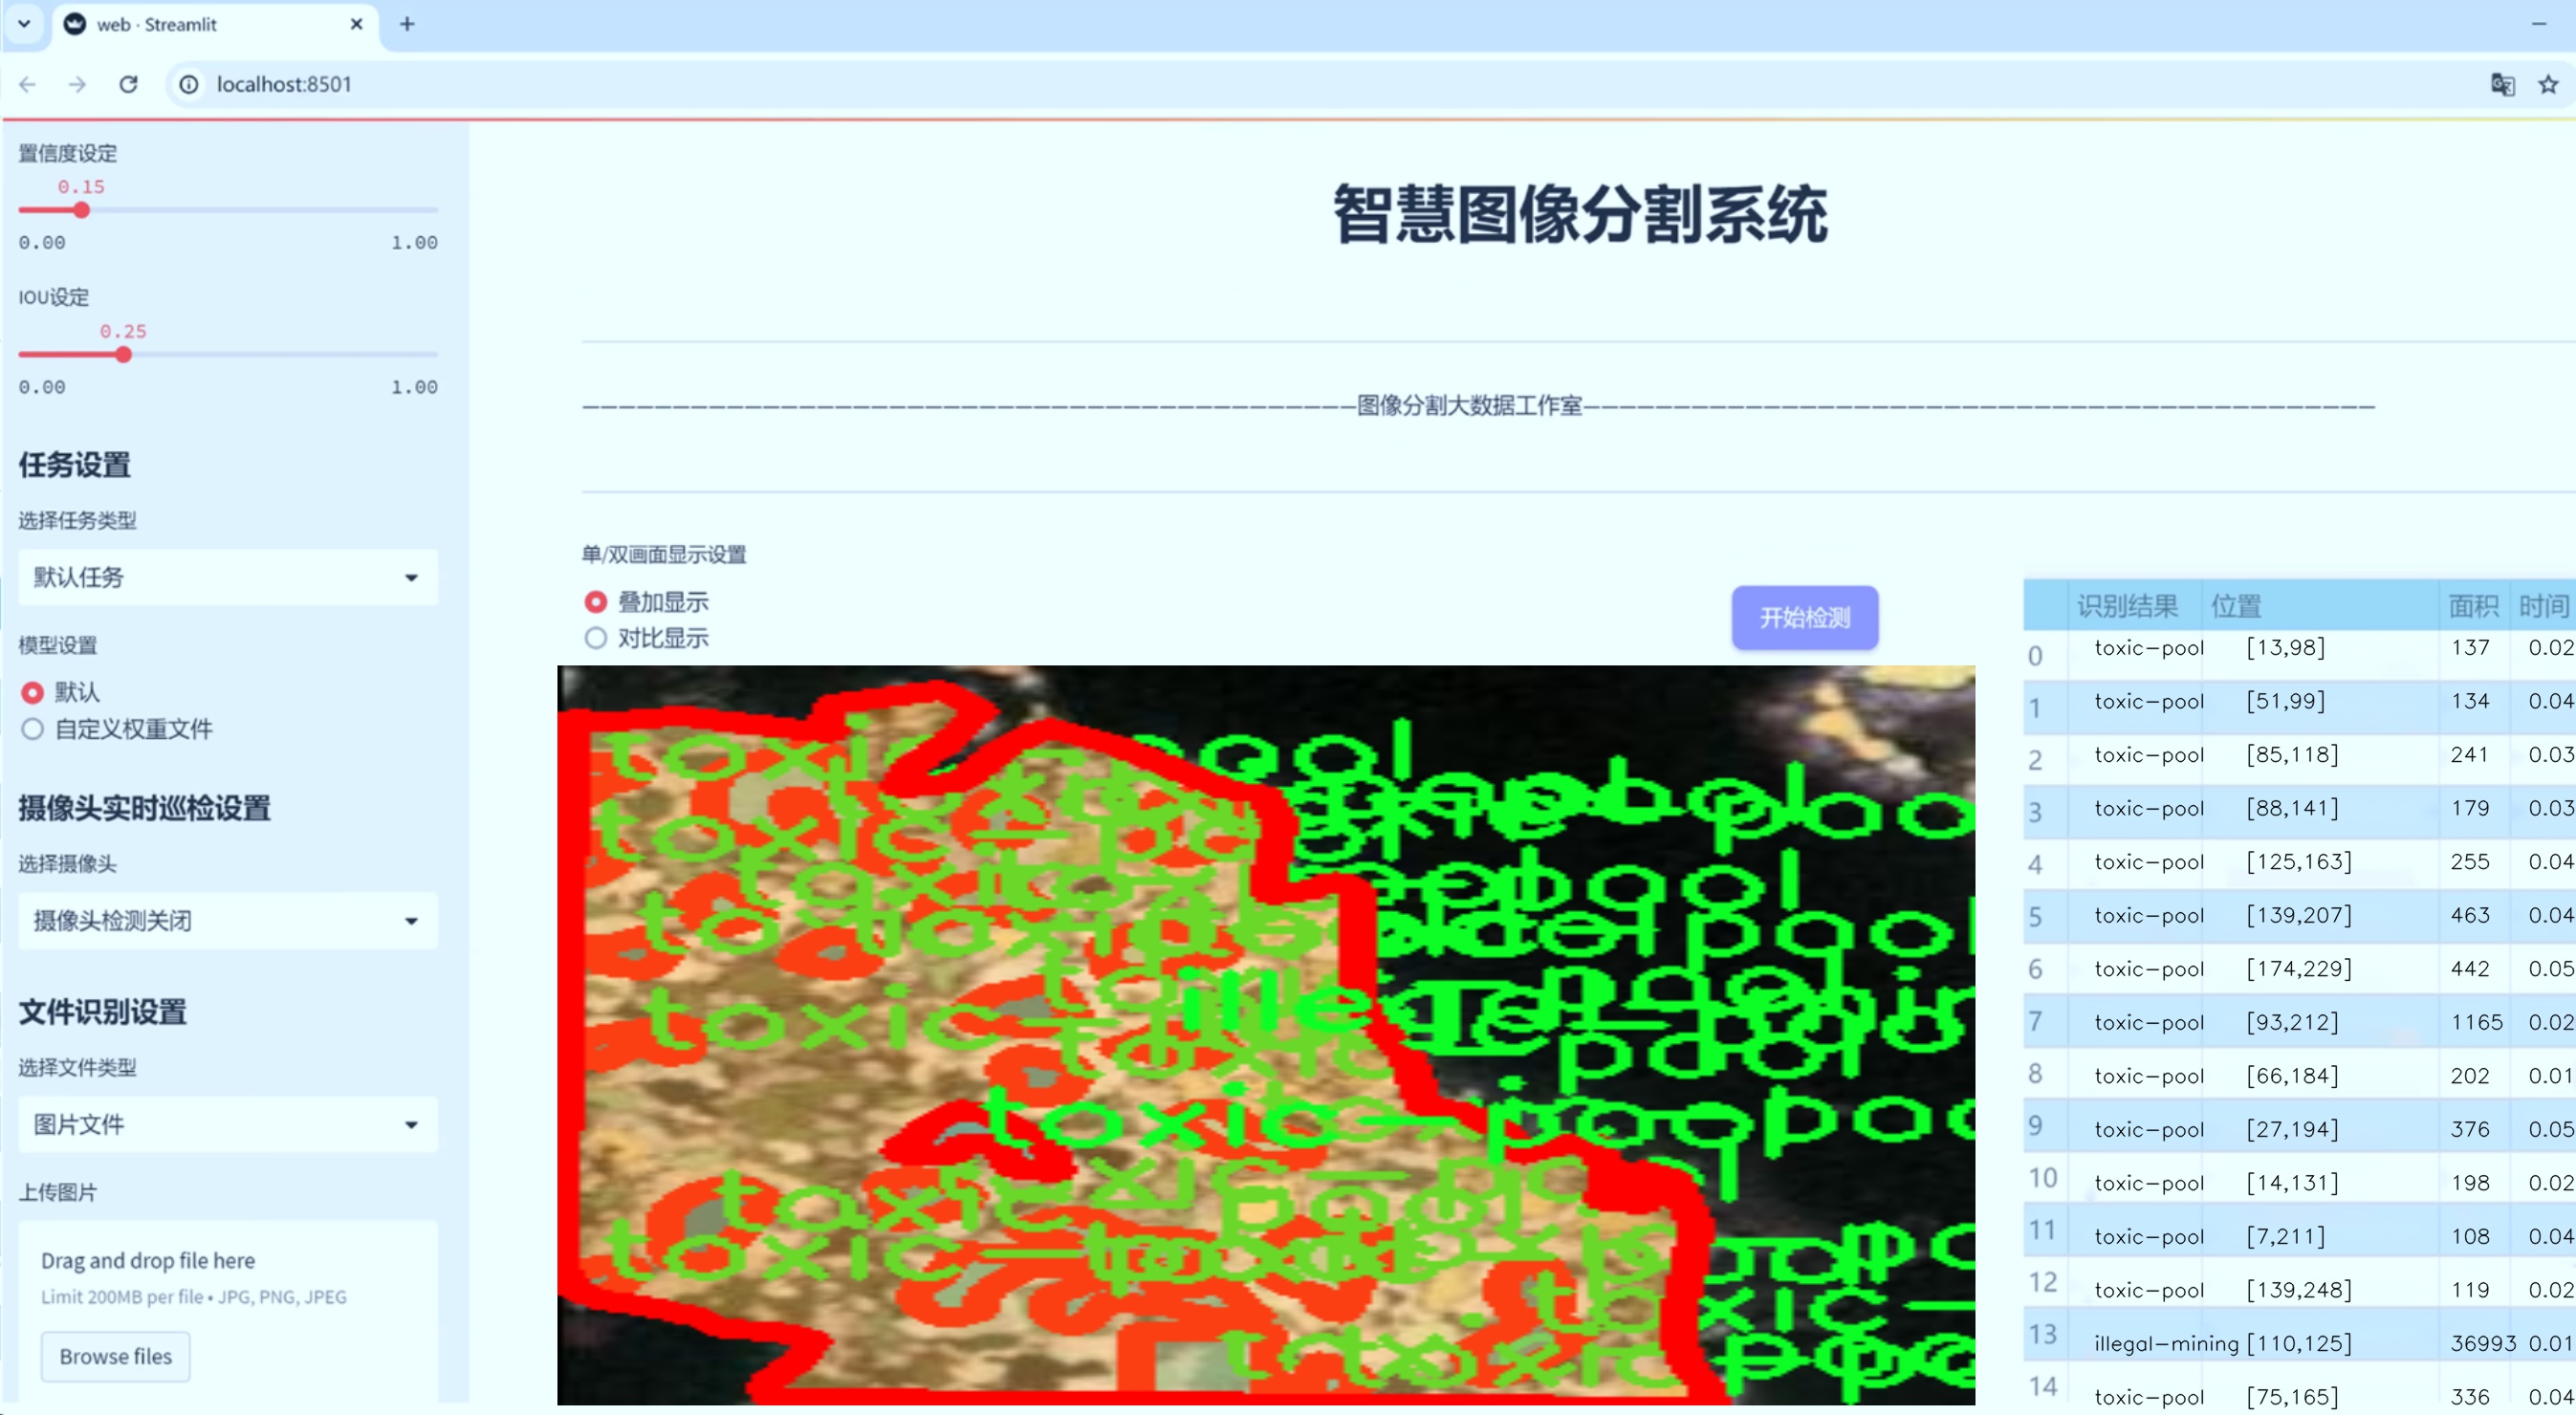 web · Streamlit
localhost:8501
置信度设定
0.15
0.00 1.00
IOU设定
0.25
0.00 1.00
任务设置
选择任务类型
默认任务
模型设置
默认
自定义权重文件
摄像头实时巡检设置
选择摄像头
摄像头检测关闭
文件识别设置
选择文件类型
图片文件
上传图片
Drag and drop file here
Limit 200MB per file • JPG, PNG, JPEG
Browse files
智慧图像分割系统
图像分割大数据工作室
单/双画面显示设置
叠加显示
对比显示
开始检测
toxic-pool
识别结果 位置 面积 时间
0 toxic-pool [13,98] 137 0.02
1 toxic-pool [51,99] 134 0.04
2 toxic-pool [85,118] 241 0.03
3 toxic-pool [88,141] 179 0.03
4 toxic-pool [125,163] 255 0.04
5 toxic-pool [139,207] 463 0.04
6 toxic-pool [174,229] 442 0.05
7 toxic-pool [93,212] 1165 0.02
8 toxic-pool [66,184] 202 0.01
9 toxic-pool [27,194] 376 0.05
10 toxic-pool [14,131] 198 0.02
11 toxic-pool [7,211] 108 0.04
12 toxic-pool [139,248] 119 0.02
13 illegal-mining [110,125] 36993 0.01
14 toxic-pool [75,165] 336 0.04